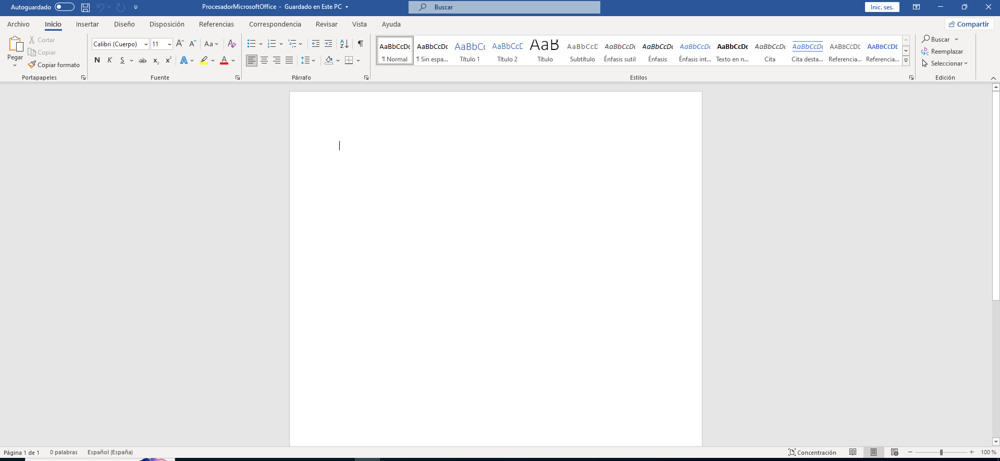 Autoguardado ProcesadorMicrosoftOffice - Guardado en Este PC Buscar Inic. ses.
Archivo Inicio Insertar Diseño Disposición Referencias Correspondencia Revisar Vista Ayuda Compartir
Pegar
Cortar
Copiar
Copiar formato
Portapapeles
Calibri (Cuerpo) 11 A A Aa A
N K S ab x2 x2 A A
Fuente
A Z ¶
Párrafo
AaBbCcDc AaBbCcDc AaBbC AaBbCcD AaB AaBbCcD AaBbCcDc AaBbCcDc AaBbCcDc AaBbCcDc AaBbCcDc AaBbCcDc AaBbCcDd AaBbCcDd
¶ Normal ¶ Sin espa... Título 1 Título 2 Título Subtítulo Énfasis sutil Énfasis Énfasis int... Texto en n... Cita Cita desta... Referencia... Referencia...
Estilos
Buscar
Reemplazar
Seleccionar
Edición
Página 1 de 1 0 palabras Español (España) Concentración 100 %